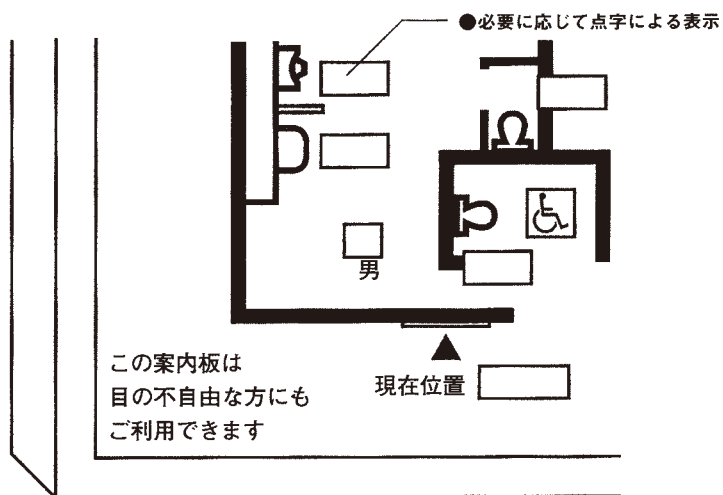 ●必要に応じて点字による表示
男
この案内板は
目の不自由な方にも
ご利用できます
現在位置